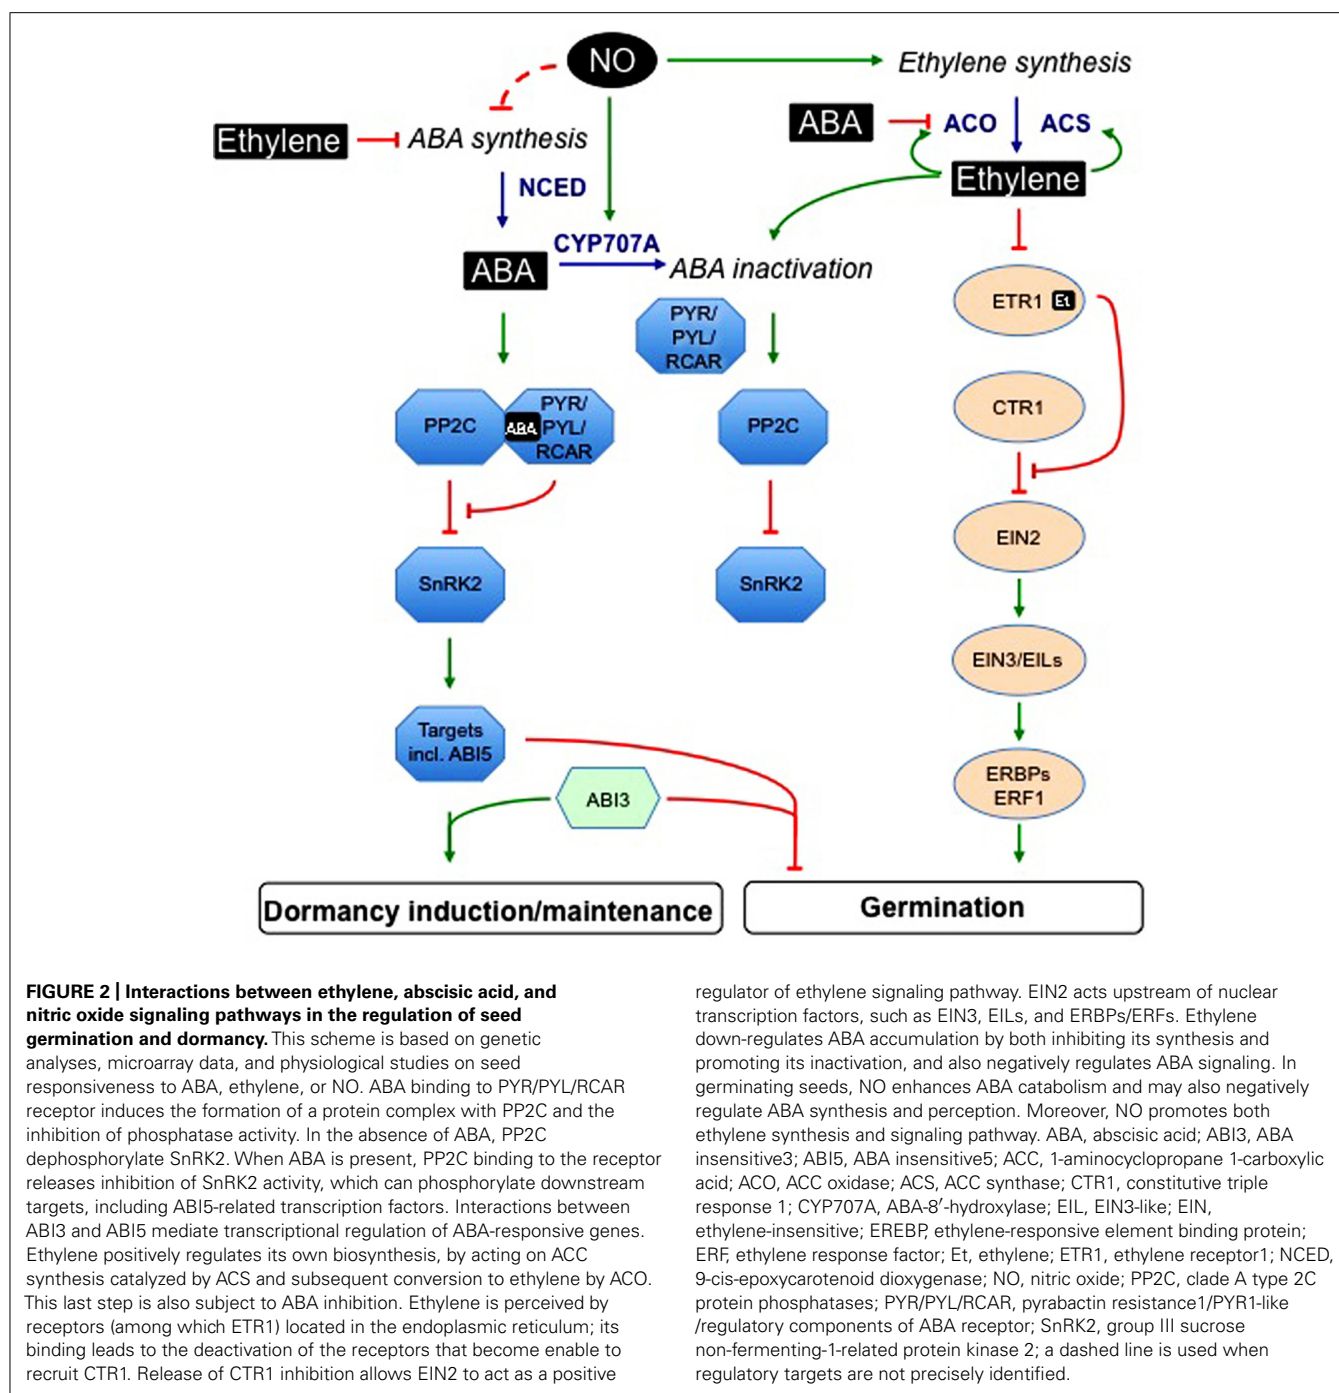 NO
Ethylene synthesis
Ethylene
ABA synthesis
ABA
ACO
ACS
NCED
Ethylene
CYP707A
ABA
ABA inactivation
ETR1
Et
PYR/
PYL/
RCAR
PP2C
ABA
PYR/
PYL/
RCAR
PP2C
CTR1
EIN2
SnRK2
SnRK2
EIN3/EILs
Targets
incl. ABI5
ABI3
ERBPs
ERF1
Dormancy induction/maintenance
Germination
FIGURE 2 | Interactions between ethylene, abscisic acid, and
nitric oxide signaling pathways in the regulation of seed
germination and dormancy. This scheme is based on genetic
analyses, microarray data, and physiological studies on seed
responsiveness to ABA, ethylene, or NO. ABA binding to PYR/PYL/RCAR
receptor induces the formation of a protein complex with PP2C and the
inhibition of phosphatase activity. In the absence of ABA, PP2C
dephosphorylate SnRK2. When ABA is present, PP2C binding to the receptor
releases inhibition of SnRK2 activity, which can phosphorylate downstream
targets, including ABI5-related transcription factors. Interactions between
ABI3 and ABI5 mediate transcriptional regulation of ABA-responsive genes.
Ethylene positively regulates its own biosynthesis, by acting on ACC
synthesis catalyzed by ACS and subsequent conversion to ethylene by ACO.
This last step is also subject to ABA inhibition. Ethylene is perceived by
receptors (among which ETR1) located in the endoplasmic reticulum; its
binding leads to the deactivation of the receptors that become enable to
recruit CTR1. Release of CTR1 inhibition allows EIN2 to act as a positive
regulator of ethylene signaling pathway. EIN2 acts upstream of nuclear
transcription factors, such as EIN3, EILs, and ERBPs/ERFs. Ethylene
down-regulates ABA accumulation by both inhibiting its synthesis and
promoting its inactivation, and also negatively regulates ABA signaling. In
germinating seeds, NO enhances ABA catabolism and may also negatively
regulate ABA synthesis and perception. Moreover, NO promotes both
ethylene synthesis and signaling pathway. ABA, abscisic acid; ABI3, ABA
insensitive3; ABI5, ABA insensitive5; ACC, 1-aminocyclopropane 1-carboxylic
acid; ACO, ACC oxidase; ACS, ACC synthase; CTR1, constitutive triple
response 1; CYP707A, ABA-8′-hydroxylase; EIL, EIN3-like; EIN,
ethylene-insensitive; EREBP, ethylene-responsive element binding protein;
ERF, ethylene response factor; Et, ethylene; ETR1, ethylene receptor1; NCED,
9-cis-epoxycarotenoid dioxygenase; NO, nitric oxide; PP2C, clade A type 2C
protein phosphatases; PYR/PYL/RCAR, pyrabactin resistance1/PYR1-like
/regulatory components of ABA receptor; SnRK2, group III sucrose
non-fermenting-1-related protein kinase 2; a dashed line is used when
regulatory targets are not precisely identified.